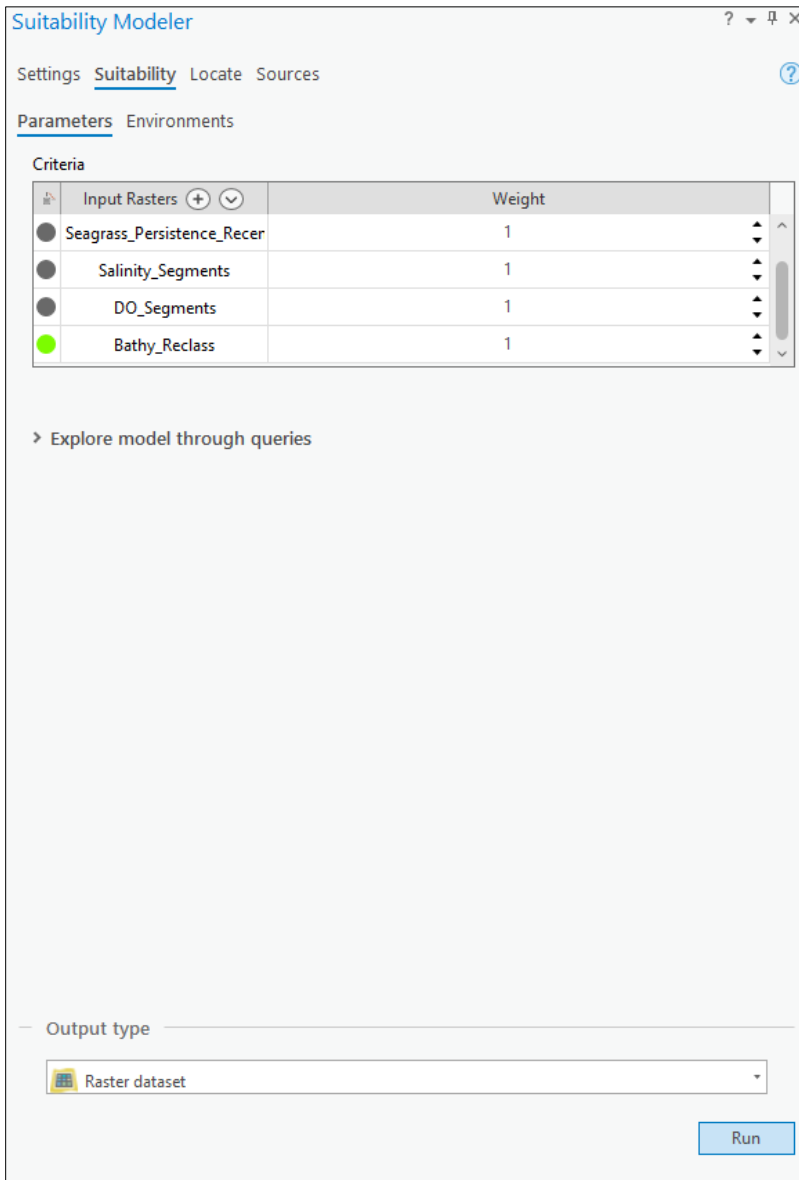 Suitability Modeler
?
Settings Suitability Locate Sources
?
Parameters Environments
Criteria
Input Rasters Weight
Seagrass_Persistence_Recer 1
Salinity_Segments 1
DO_Segments 1
Bathy_Reclass 1
Explore model through queries
Output type
Raster dataset
Run